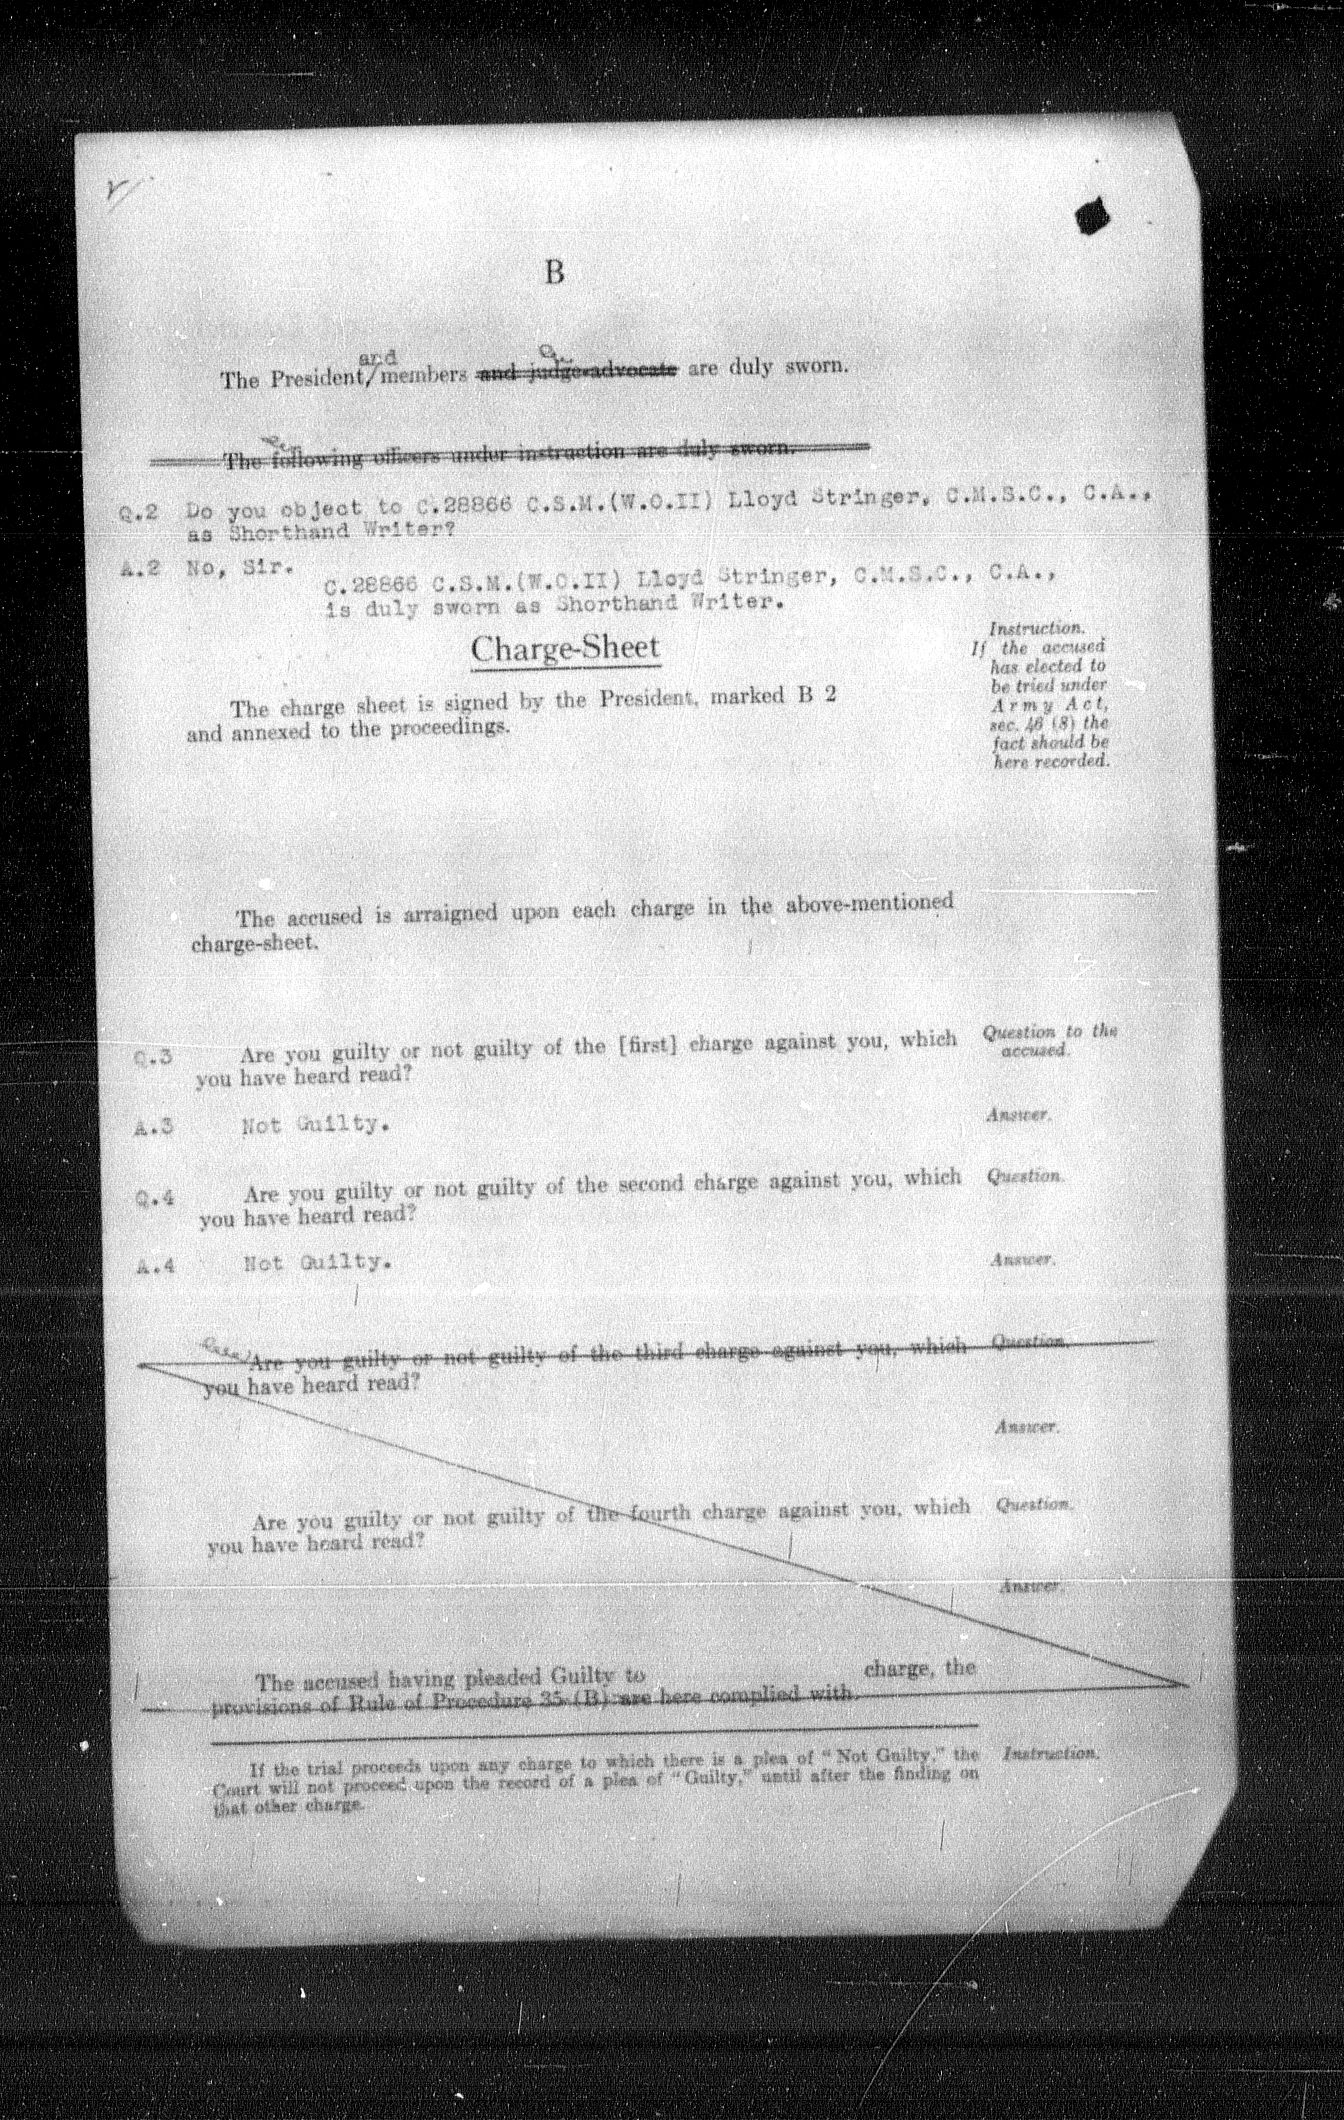 B
and
The President,/members and judge-advocate are duly sworn.
The following officers under instruction are duly sworn.
Q.2 Do you object to C.28866 C.S.M.(W.O.II) Lloyd Stringer, C.M.S.C., C.A.,
as Shorthand Writer?
A.2 No, Sir.
C.28866 C.S.M.(W.O.II) Lloyd Stringer, C.M.S.C., C.A.,
is duly sworn as Shorthand Writer.
Charge-Sheet
The charge sheet is signed by the President, marked B 2
and annexed to the proceedings.
Instruction.
If the accused
has elected to
be tried under
Army Act,
sec. 46 (8) the
fact should be
here recorded.
The accused is arraigned upon each charge in the above-mentioned
charge-sheet.
Q.3 Are you guilty or not guilty of the [first] charge against you, which
you have heard read?
Question to the
accused.
A.3 Not Guilty.
Answer.
Q.4 Are you guilty or not guilty of the second charge against you, which
you have heard read?
Question.
A.4 Not Guilty.
Answer.
Are you guilty or not guilty of the third charge against you, which
you have heard read?
Question.
Answer.
Are you guilty or not guilty of the fourth charge against you, which
you have heard read?
Question.
Answer.
The accused having pleaded Guilty to charge, the
provisions of Rule of Procedure 35 (B) are here complied with.
If the trial proceeds upon any charge to which there is a plea of "Not Guilty," the
Court will not proceed upon the record of a plea of "Guilty," until after the finding on
that other charge.
Instruction.